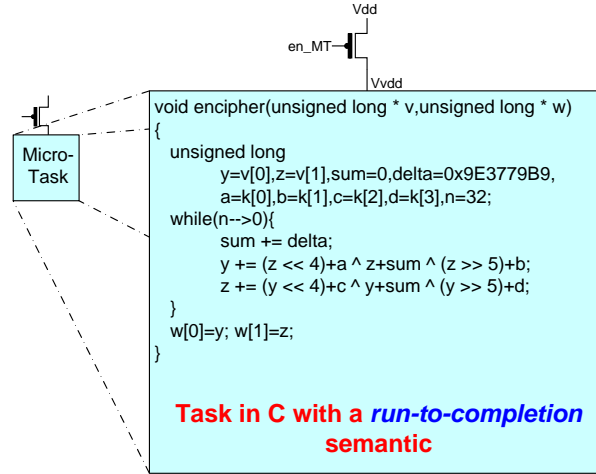 Vdd
en_MT
Vvdd
Micro-
Task
void encipher(unsigned long * v,unsigned long * w)
{
unsigned long
y=v[0],z=v[1],sum=0,delta=0x9E3779B9,
a=k[0],b=k[1],c=k[2],d=k[3],n=32;
while(n-->0){
sum += delta;
y += (z << 4)+a ^ z+sum ^ (z >> 5)+b;
z += (y << 4)+c ^ y+sum ^ (y >> 5)+d;
}
w[0]=y; w[1]=z;
}
Task in C with a run-to-completion
semantic